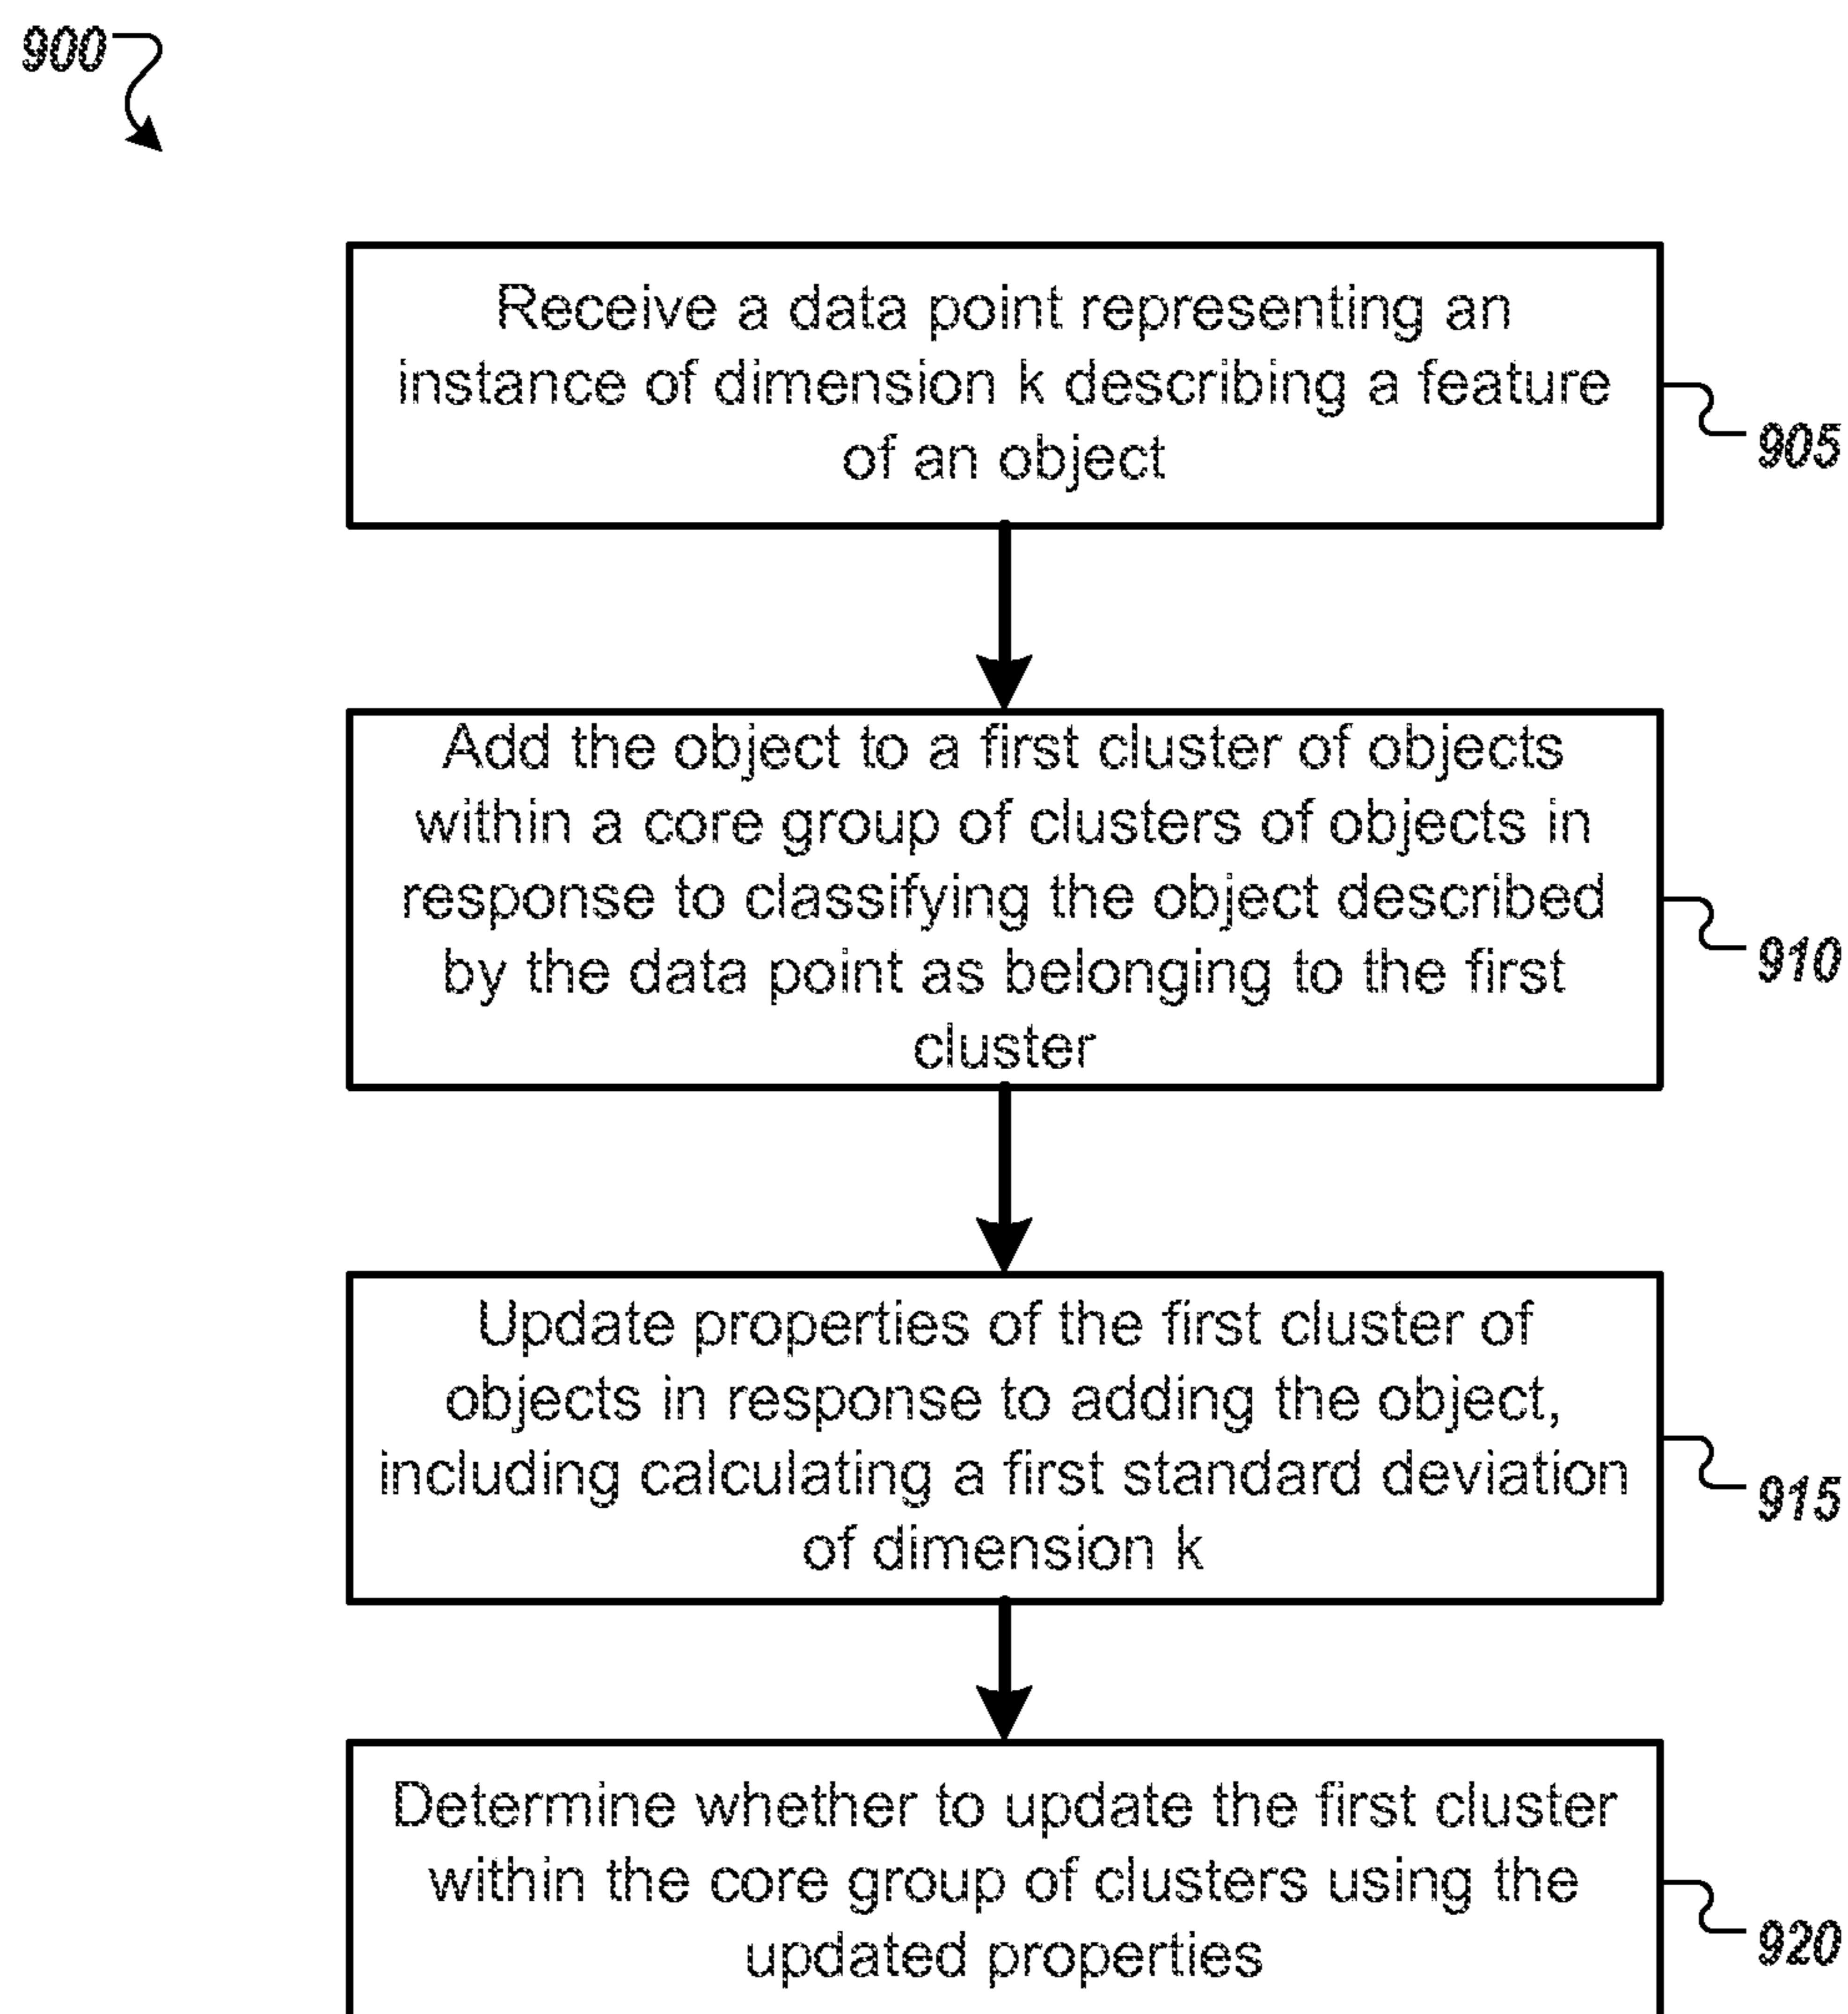 900
Receive a data point representing an
instance of dimension k describing a feature
of an object
905
Add the object to a first cluster of objects
within a core group of clusters of objects in
response to classifying the object described
by the data point as belonging to the first
cluster
910
Update properties of the first cluster of
objects in response to adding the object,
including calculating a first standard deviation
of dimension k
915
Determine whether to update the first cluster
within the core group of clusters using the
updated properties
920